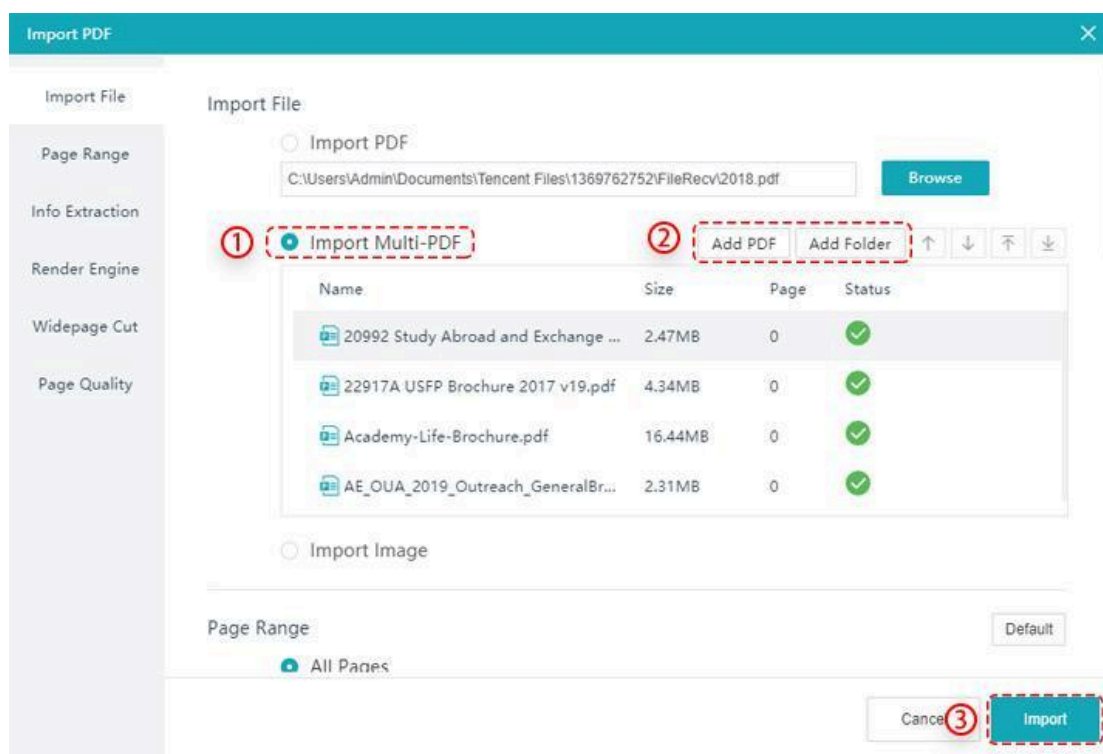 Import PDF
Import File
Page Range
Info Extraction
Render Engine
Widepage Cut
Page Quality
Import File
Import PDF
C:\Users\Admin\Documents\Tencent Files\1369762752\FileRecv\2018.pdf Browse
① Import Multi-PDF ② Add PDF Add Folder
Name Size Page Status
20992 Study Abroad and Exchange ... 2.47MB 0
22917A USFP Brochure 2017 v19.pdf 4.34MB 0
Academy-Life-Brochure.pdf 16.44MB 0
AE_OUA_2019_Outreach_GeneralBr... 2.31MB 0
Import Image
Page Range Default
All Pages
Cance ③ Import